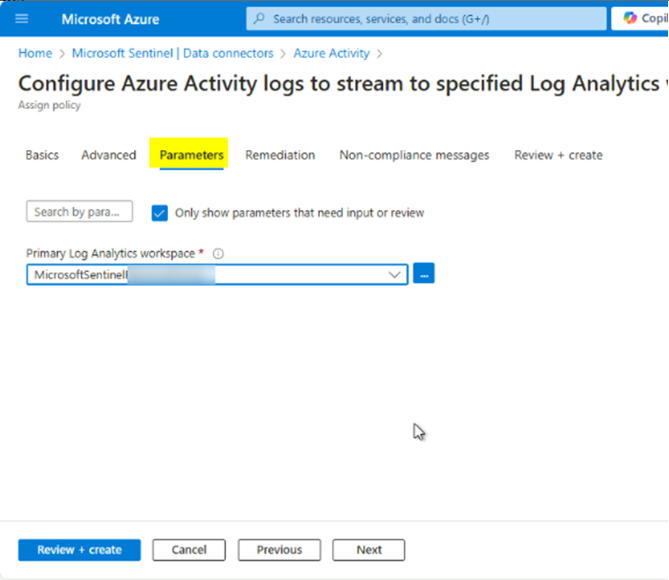 Microsoft Azure
Search resources, services, and docs (G+/)
Copil
Home > Microsoft Sentinel | Data connectors > Azure Activity >
Configure Azure Activity logs to stream to specified Log Analytics
Assign policy
Basics Advanced Parameters Remediation Non-compliance messages Review + create
Search by para...
Only show parameters that need input or review
Primary Log Analytics workspace *
MicrosoftSentinel
...
Review + create Cancel Previous Next